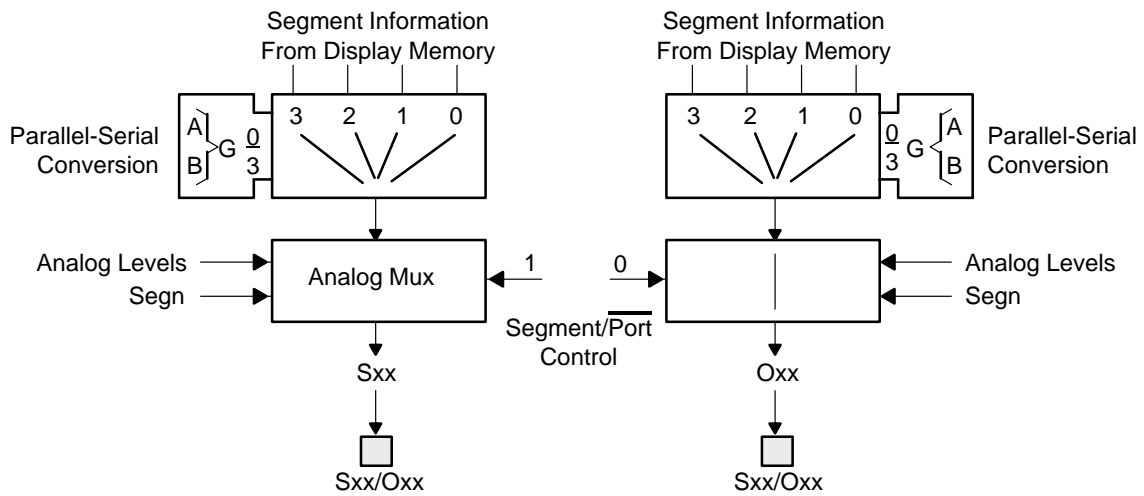 Segment Information
From Display Memory
3 2 1 0
A
B
G
0
3
Parallel-Serial
Conversion
Analog Levels
Segn
Analog Mux
1
Sxx
Sxx/Oxx
Segment/Port
Control
Segment Information
From Display Memory
3 2 1 0
0
3
G
A
B
Parallel-Serial
Conversion
0
Analog Levels
Segn
Oxx
Sxx/Oxx